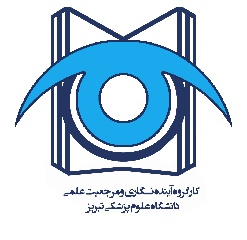 کارگروه آینده نگاری و مرجعیت علمی
دانشگاه علوم پزشکی تبریز